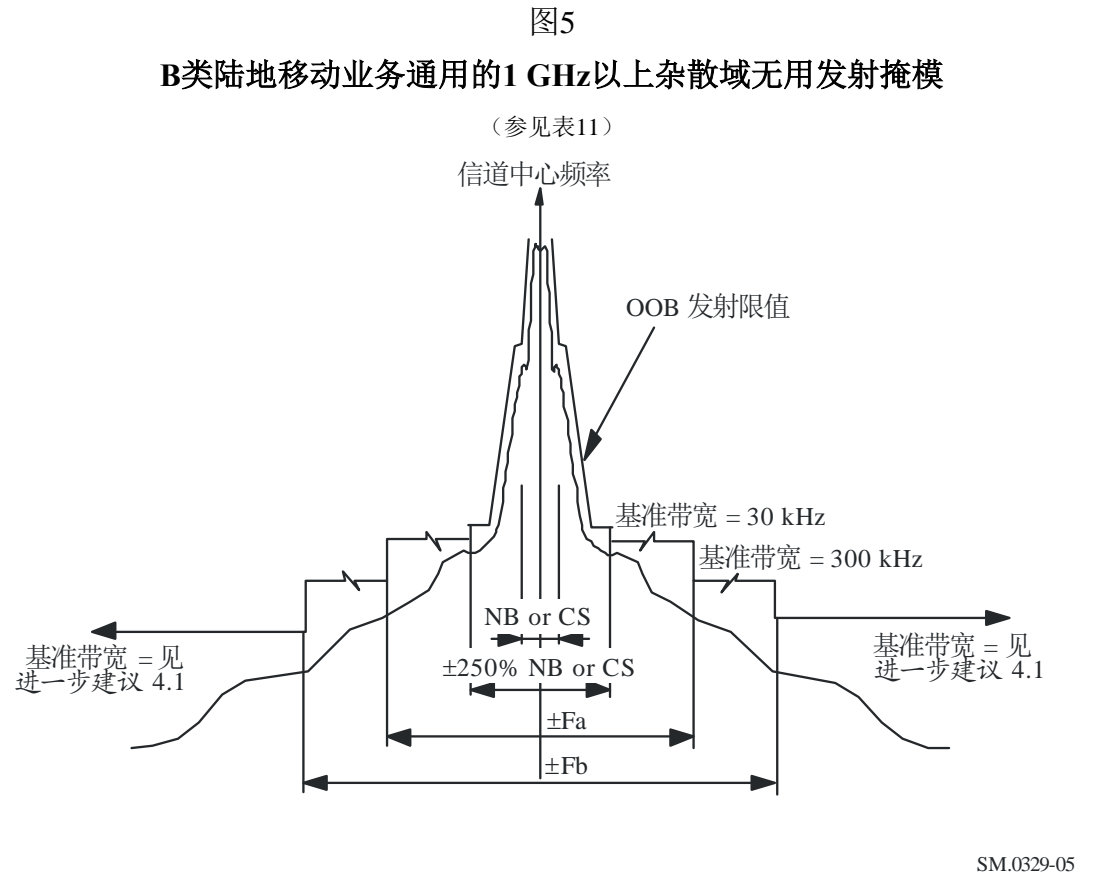 图5
B类陆地移动业务通用的1 GHz以上杂散域无用发射掩模
（参见表11）
信道中心频率
OOB 发射限值
基准带宽 = 30 kHz
基准带宽 = 300 kHz
NB or CS
基准带宽 = 见
进一步建议 4.1
±250% NB or CS
基准带宽 = 见
进一步建议 4.1
±Fa
±Fb
SM.0329-05